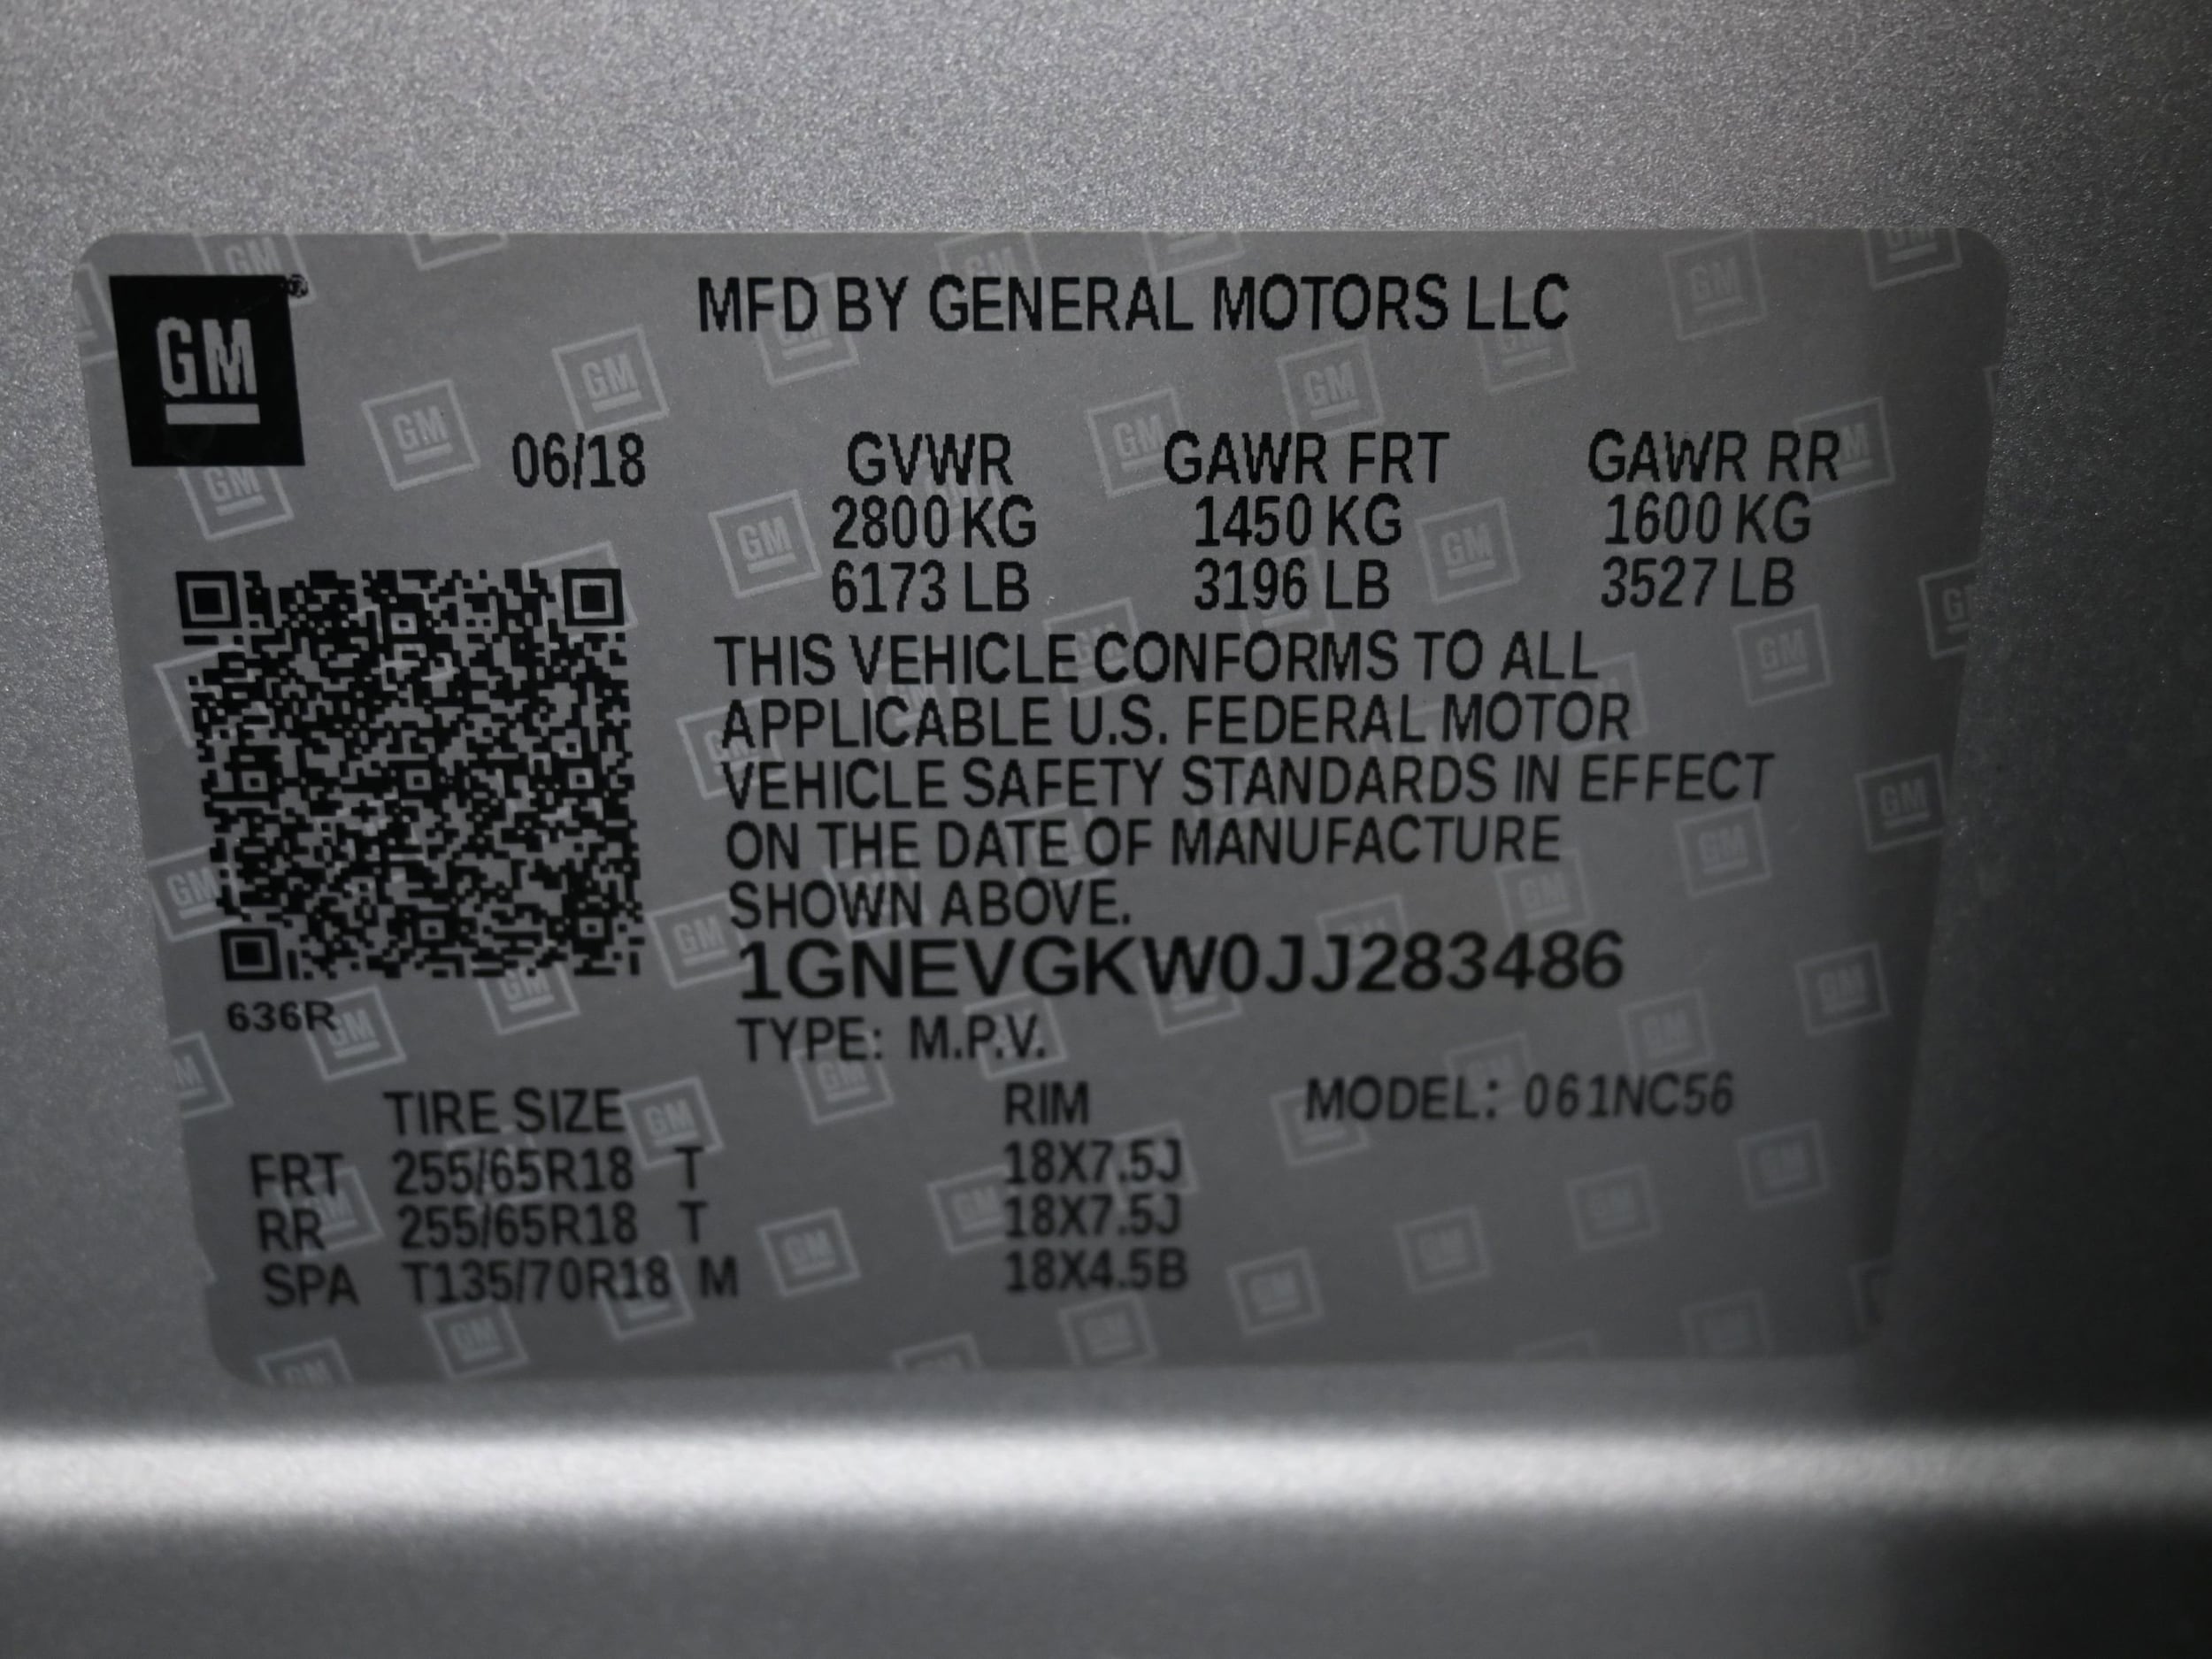 GM
MFD BY GENERAL MOTORS LLC
06/18 GVWR GAWR FRT GAWR RR
2800 KG 1450 KG 1600 KG
6173 LB 3196 LB 3527 LB
THIS VEHICLE CONFORMS TO ALL
APPLICABLE U.S. FEDERAL MOTOR
VEHICLE SAFETY STANDARDS IN EFFECT
ON THE DATE OF MANUFACTURE
SHOWN ABOVE.
1GNEVGKW0JJ283486
636R
TYPE: M.P.V.
TIRE SIZE RIM MODEL: 061NC56
FRT 255/65R18 T 18X7.5J
RR 255/65R18 T 18X7.5J
SPA T135/70R18 M 18X4.5B